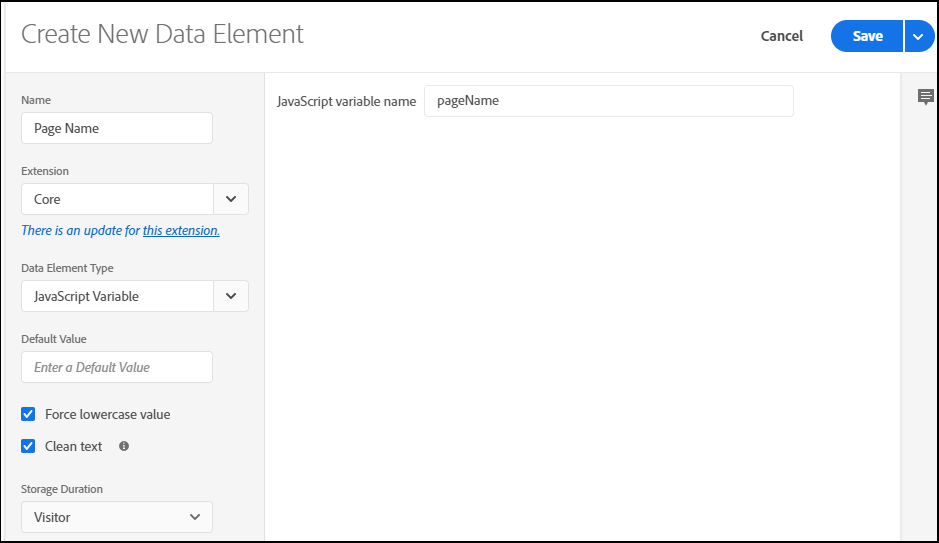 Create New Data Element
Cancel
Save
Name
Page Name
JavaScript variable name
pageName
Extension
Core
There is an update for this extension.
Data Element Type
JavaScript Variable
Default Value
Enter a Default Value
Force lowercase value
Clean text
Storage Duration
Visitor